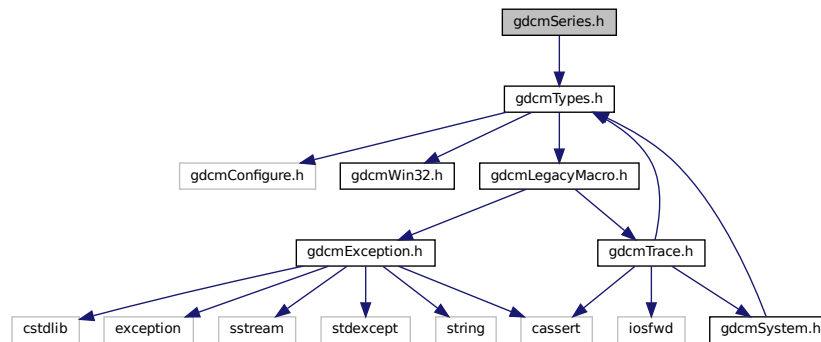 gdcmSeries.h
gdcmTypes.h
gdcmConfigure.h
gdcmWin32.h
gdcmLegacyMacro.h
gdcmException.h
gdcmTrace.h
cstdlib
exception
sstream
stdexcept
string
cassert
iosfwd
gdcmSystem.h